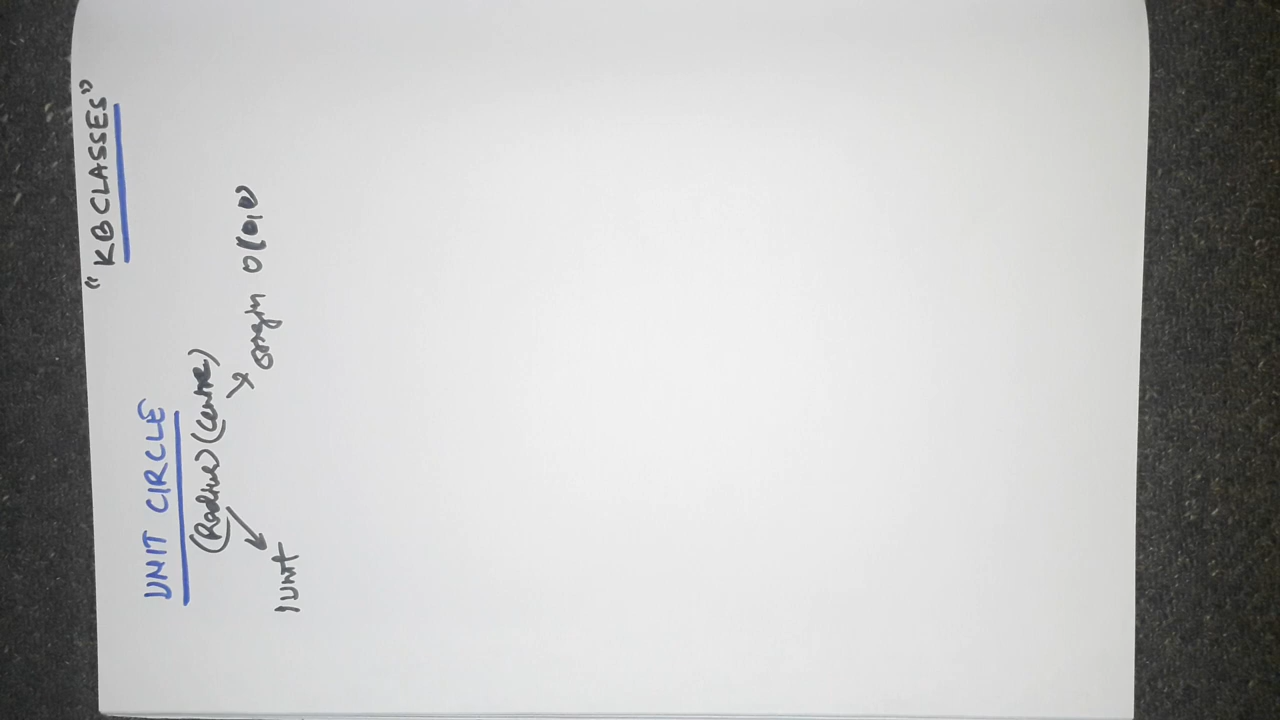 "KB CLASSES"
UNIT CIRCLE
(Radius) (Centre)
origin O(0,0)
1 unit